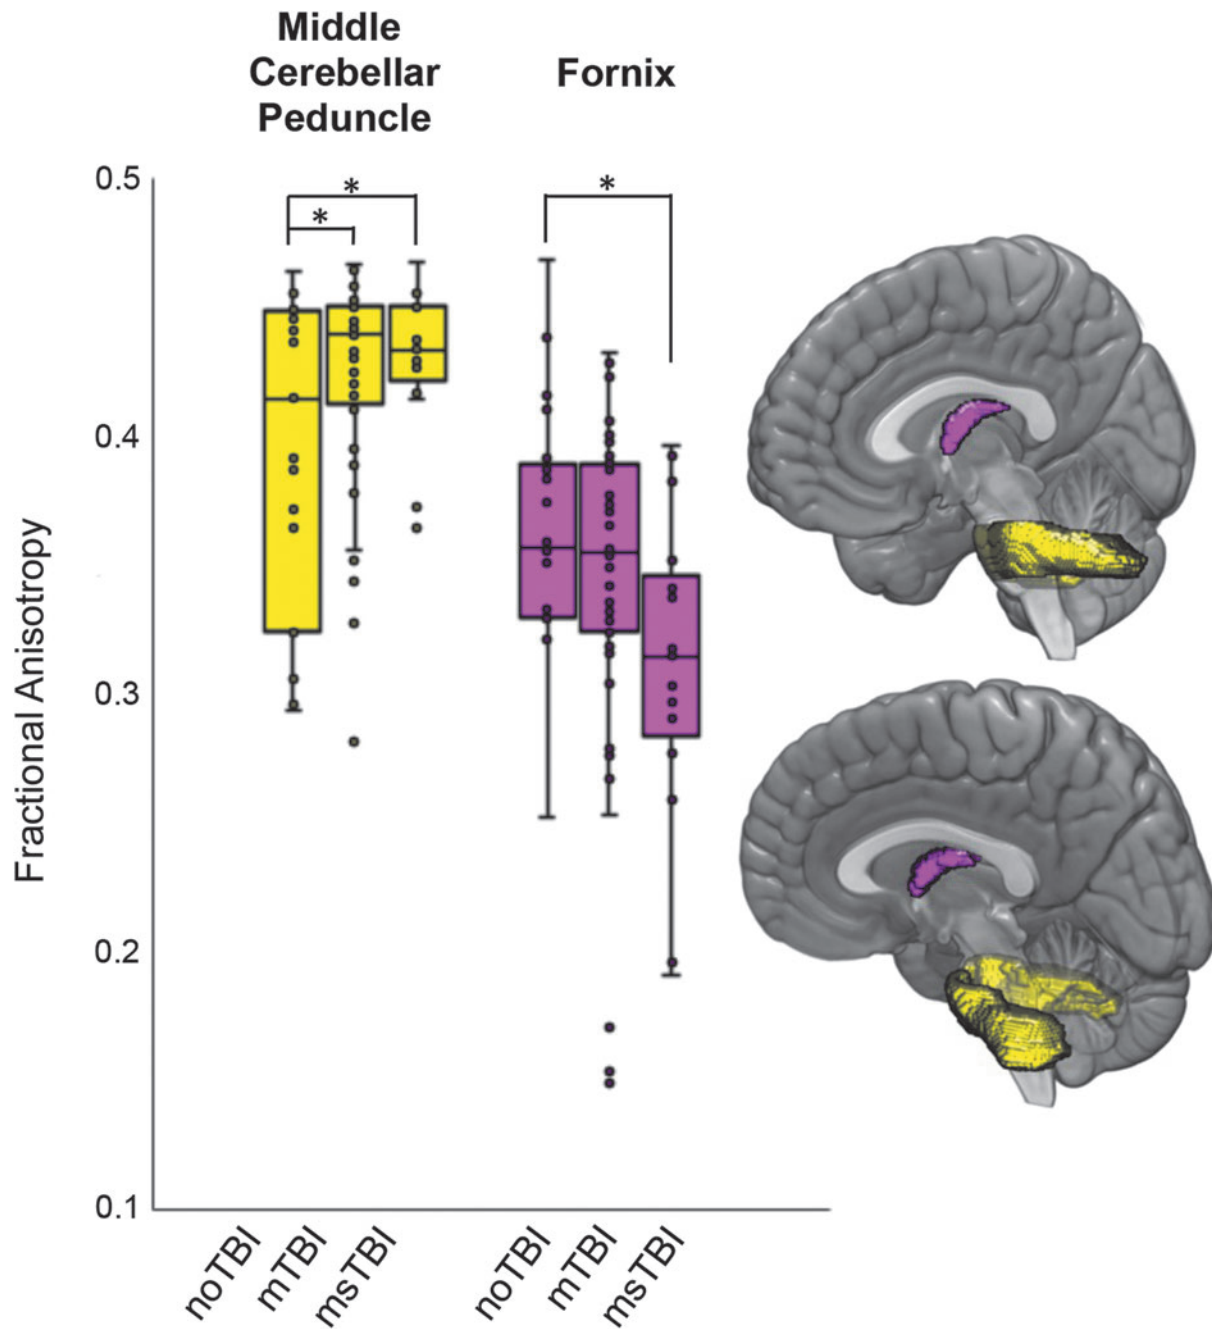 Middle
Cerebellar
Peduncle
Fornix
0.5
0.4
0.3
0.2
0.1
Fractional Anisotropy
*
*
*
noTBI
mTBI
msTBI
noTBI
mTBI
msTBI